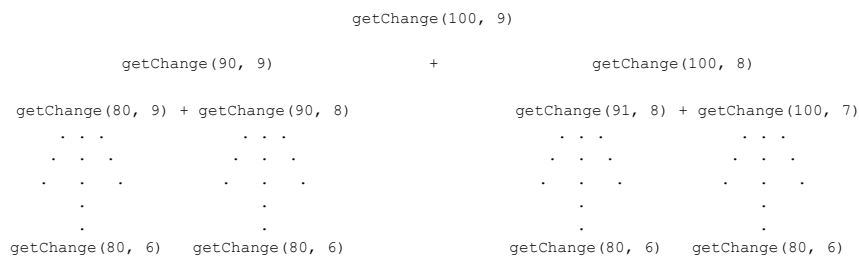 getChange(100, 9)
getChange(90, 9) + getChange(100, 8)
getChange(80, 9) + getChange(90, 8) getChange(91, 8) + getChange(100, 7)
. . . . . . . . . . . .
. . . . . . . . . . . .
. . . . . . . . . . . .
. . . .
. . . .
getChange(80, 6) getChange(80, 6) getChange(80, 6) getChange(80, 6)